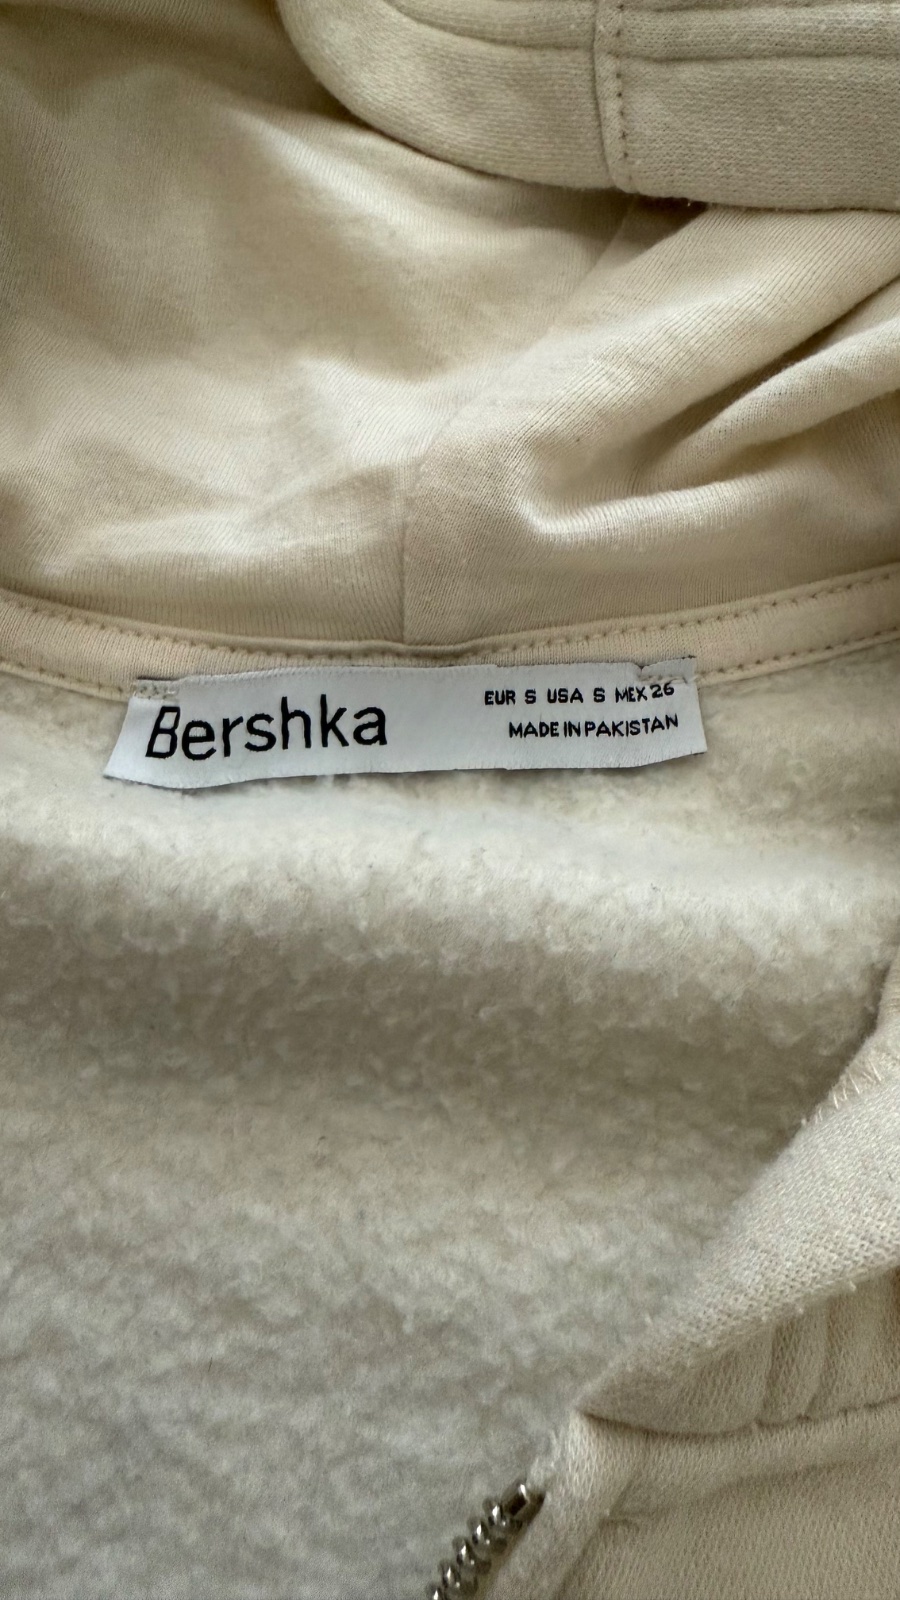 Bershka
EUR S USA S MEX 26
MADE IN PAKISTAN